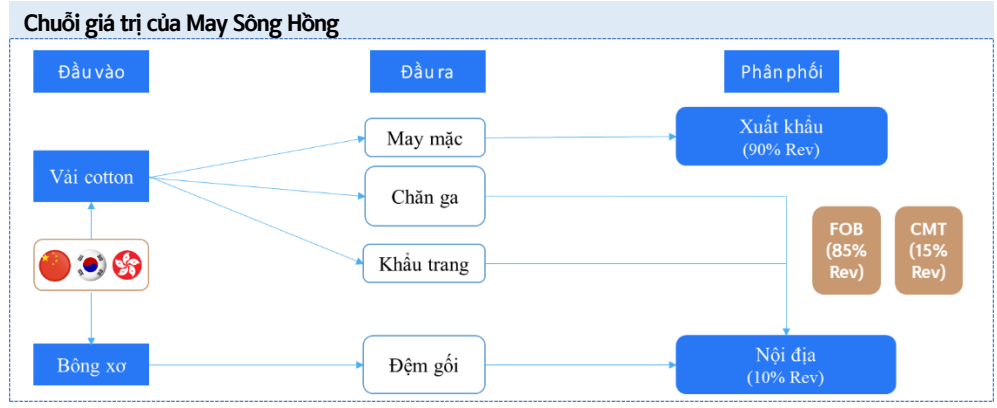 Chuỗi giá trị của May Sông Hồng
Đầu vào
Đầu ra
Phân phối
Vải cotton
May mặc
Chăn ga
Khẩu trang
Xuất khẩu
(90% Rev)
FOB
(85%
Rev)
CMT
(15%
Rev)
Bông xơ
Đệm gối
Nội địa
(10% Rev)